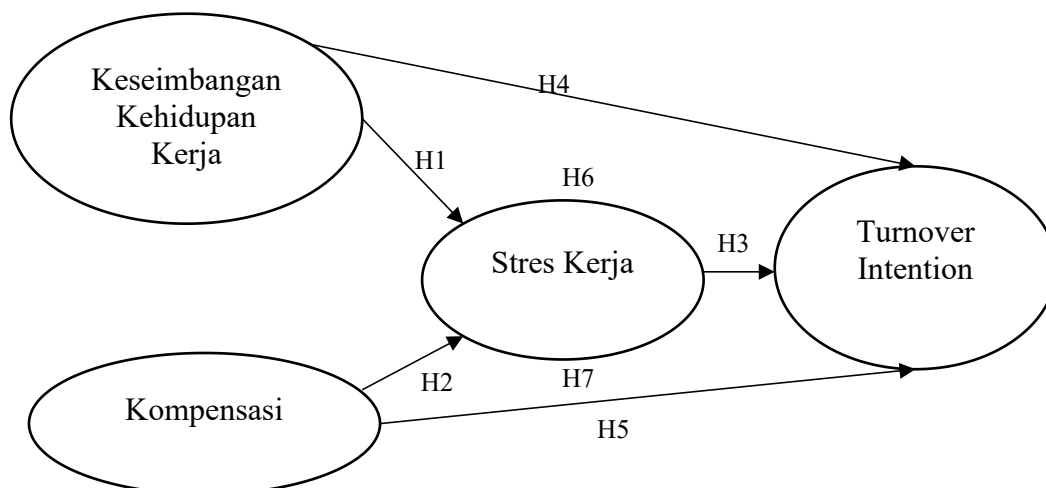 Keseimbangan
Kehidupan
Kerja
H4
H1
H6
Stres Kerja
H3
Turnover
Intention
H2
H7
Kompensasi
H5